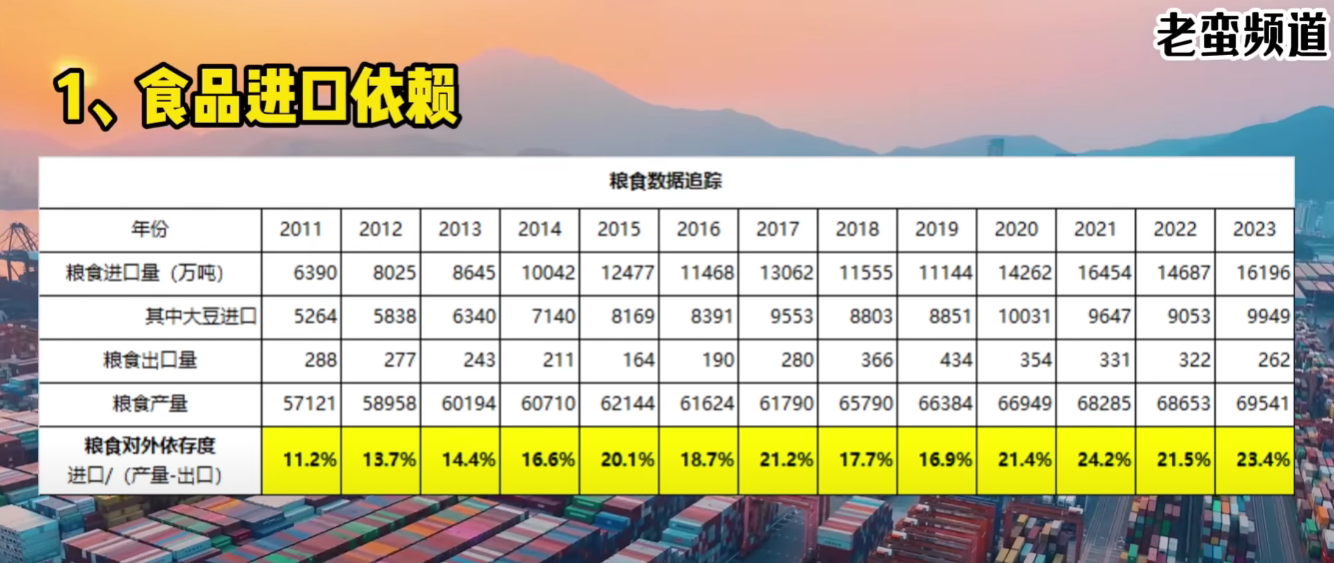 老蛮频道
1、食品进口依赖
粮食数据追踪
年份 2011 2012 2013 2014 2015 2016 2017 2018 2019 2020 2021 2022 2023
粮食进口量（万吨） 6390 8025 8645 10042 12477 11468 13062 11555 11144 14262 16454 14687 16196
其中大豆进口 5264 5838 6340 7140 8169 8391 9553 8803 8851 10031 9647 9053 9949
粮食出口量 288 277 243 211 164 190 280 366 434 354 331 322 262
粮食产量 57121 58958 60194 60710 62144 61624 61790 65790 66384 66949 68285 68653 69541
粮食对外依存度 11.2% 13.7% 14.4% 16.6% 20.1% 18.7% 21.2% 17.7% 16.9% 21.4% 24.2% 21.5% 23.4%
进口/（产量-出口）